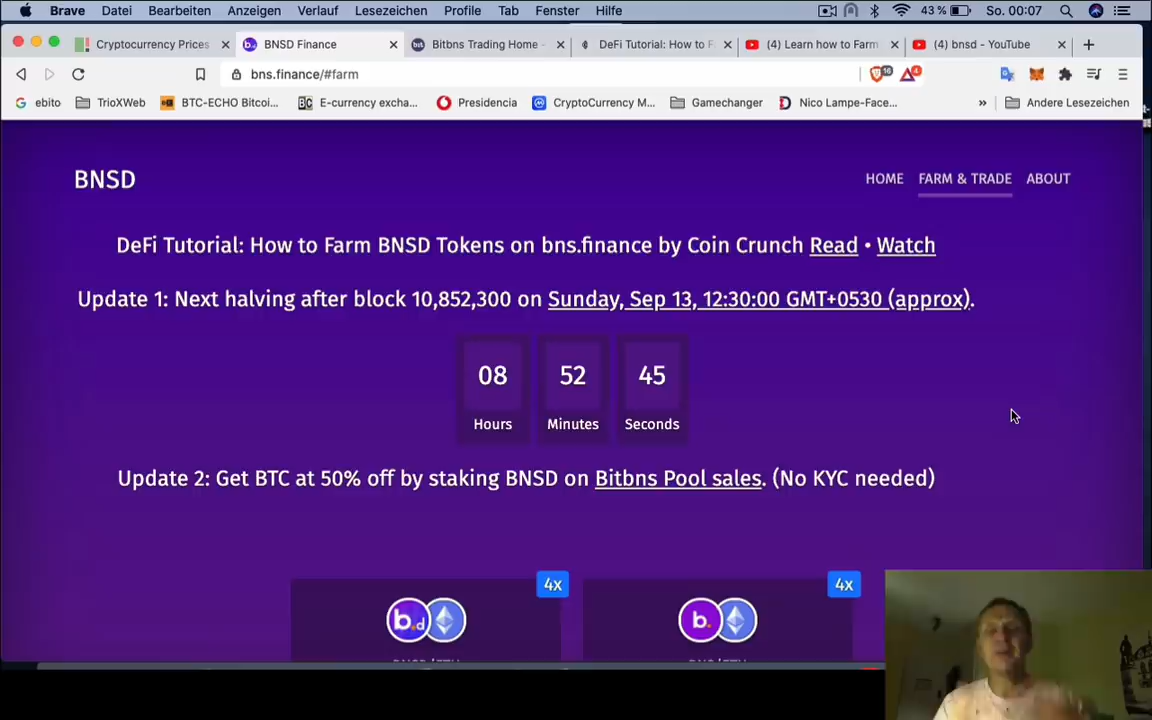 Brave Datei Bearbeiten Anzeigen Verlauf Lesezeichen Profile Tab Fenster Hilfe 43 % So. 00:07
Cryptocurrency Prices BNSD Finance Bitbns Trading Home - DeFi Tutorial: How to F (4) Learn how to Farm (4) bnsd - YouTube
bns.finance/#farm 16 4
ebito TrioXWeb BTC-ECHO Bitcoi... E-currency excha... Presidencia CryptoCurrency M... Gamechanger Nico Lampe-Face... » Andere Lesezeichen
BNSD HOME FARM & TRADE ABOUT
DeFi Tutorial: How to Farm BNSD Tokens on bns.finance by Coin Crunch Read • Watch
Update 1: Next halving after block 10,852,300 on Sunday, Sep 13, 12:30:00 GMT+0530 (approx).
08 52 45
Hours Minutes Seconds
Update 2: Get BTC at 50% off by staking BNSD on Bitbns Pool sales. (No KYC needed)
4x 4x
b.d b.